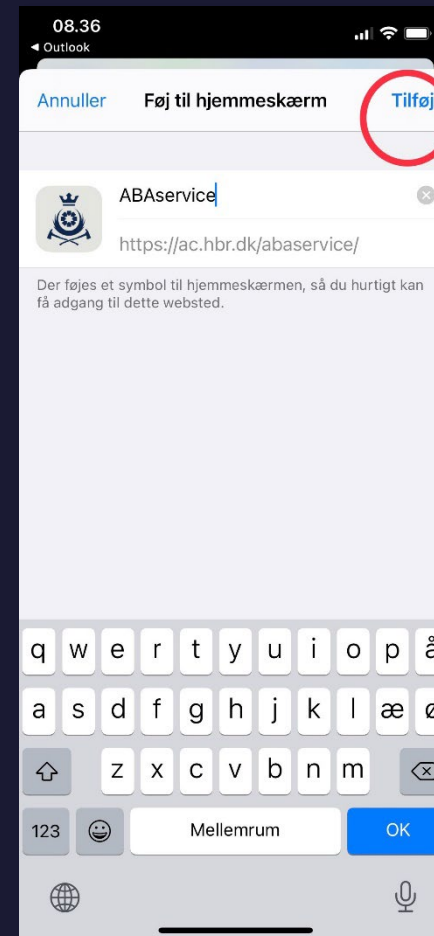 08.36
◀ Outlook
Annuller Føj til hjemmeskærm Tilføj
ABAservice
https://ac.hbr.dk/abaservice/
Der føjes et symbol til hjemmeskærmen, så du hurtigt kan
få adgang til dette websted.
q w e r t y u i o p å
a s d f g h j k l æ ø
z x c v b n m
123 Mellemrum OK